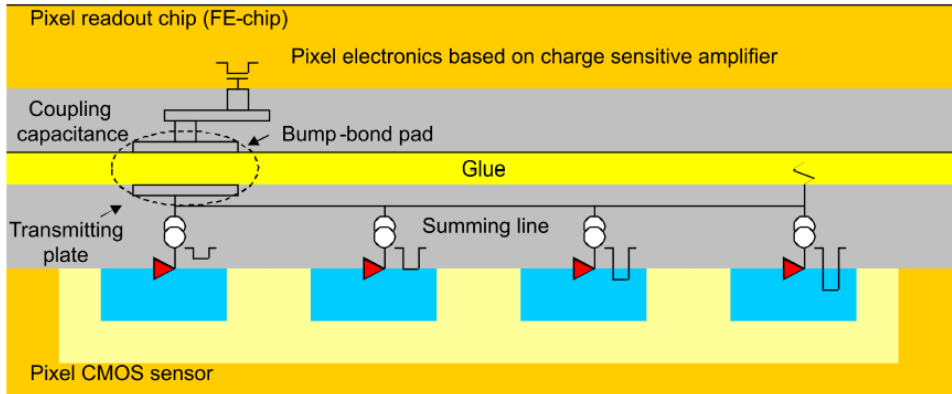 Pixel readout chip (FE-chip)
Pixel electronics based on charge sensitive amplifier
Coupling
capacitance
Bump-bond pad
Glue
Transmitting
plate
Summing line
Pixel CMOS sensor